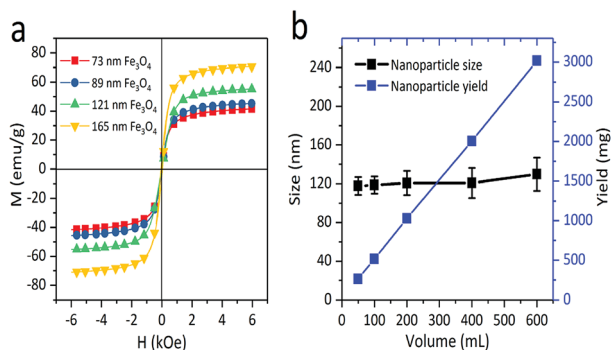 a
M (emu/g)
80
60
40
20
0
-20
-40
-60
-80
73 nm Fe₃O₄
89 nm Fe₃O₄
121 nm Fe₃O₄
165 nm Fe₃O₄
-6 -4 -2 0 2 4 6
H (kOe)
b
Size (nm)
240
200
160
120
80
40
0
Nanoparticle size
Nanoparticle yield
3000
2500
2000
1500
1000
500
0
Yield (mg)
0 100 200 300 400 500 600
Volume (mL)